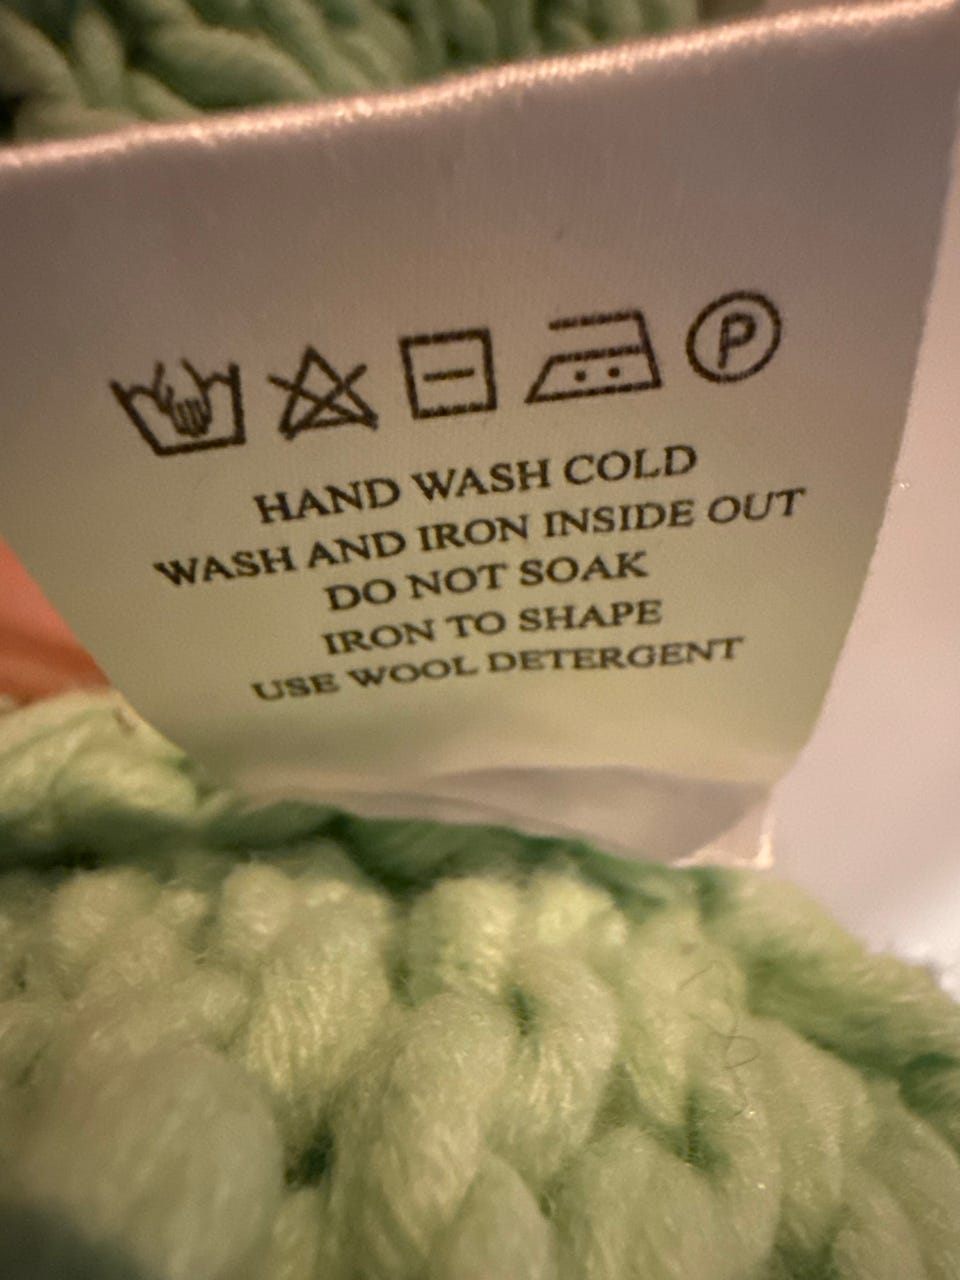 P
HAND WASH COLD
WASH AND IRON INSIDE OUT
DO NOT SOAK
IRON TO SHAPE
USE WOOL DETERGENT